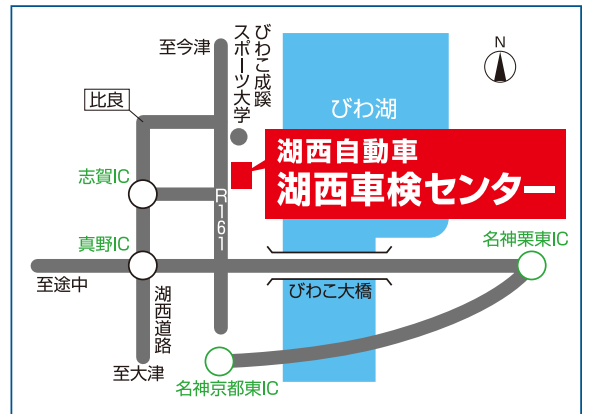 至今津
びわこ成蹊
スポーツ大学
N
比良
びわ湖
湖西自動車
湖西車検センター
志賀IC
R161
真野IC
名神栗東IC
至途中
湖西道路
びわこ大橋
至大津
名神京都東IC